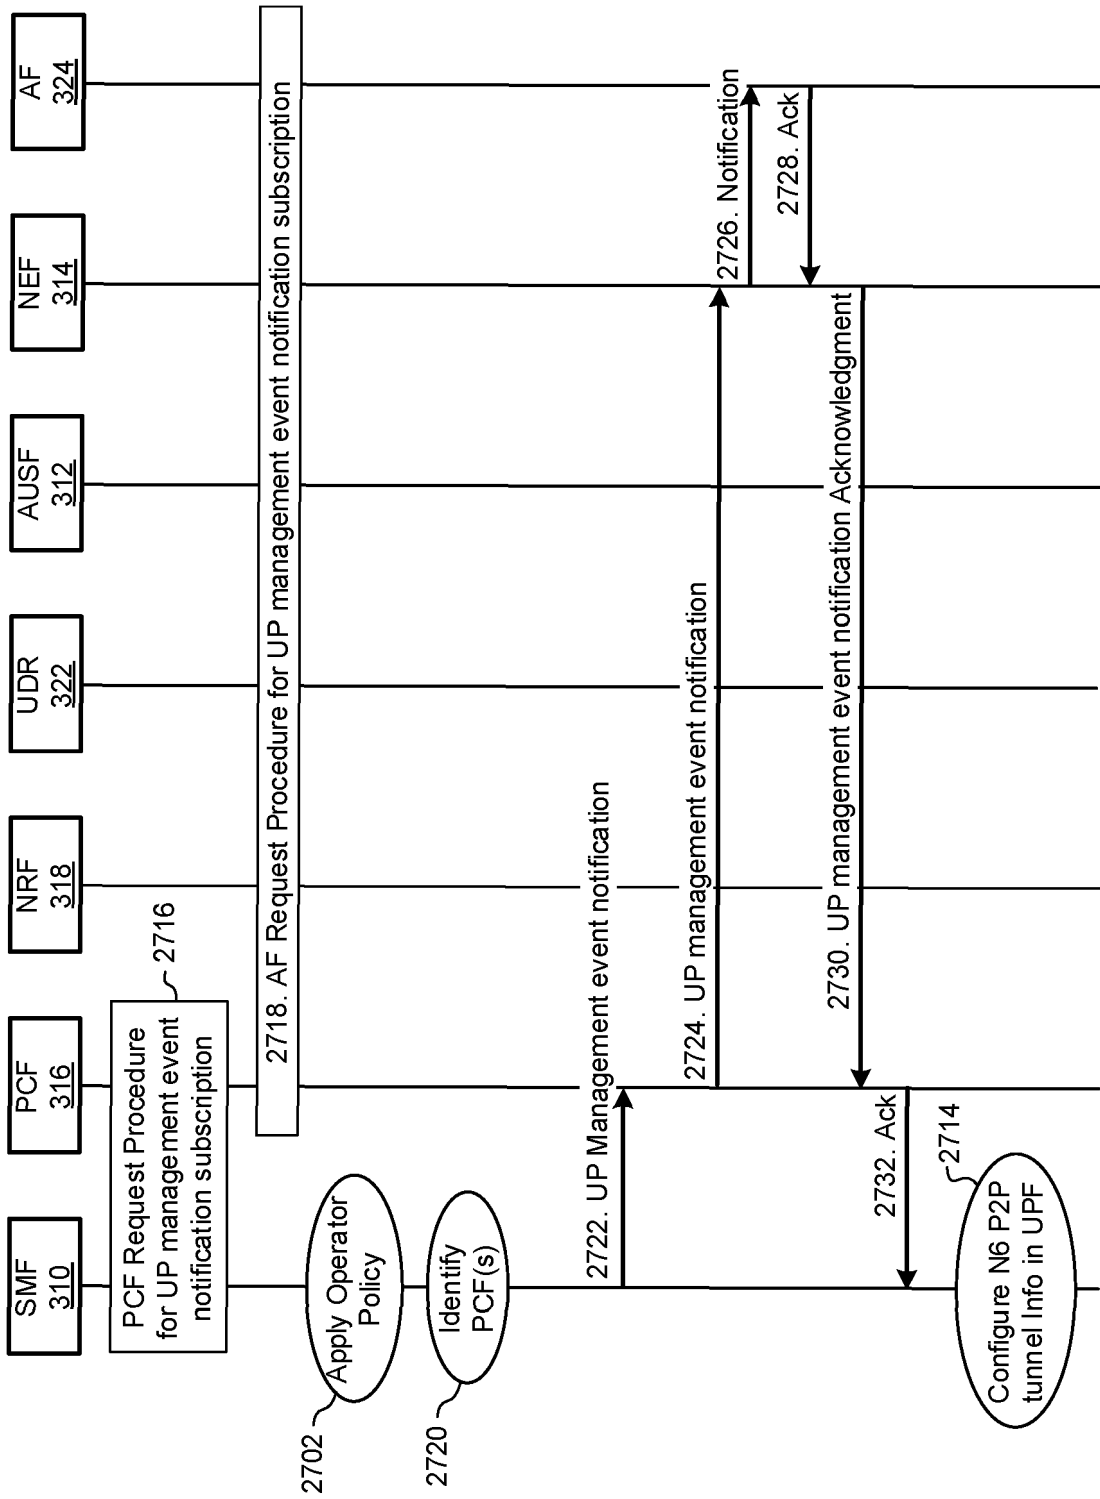 SMF
310
PCF
316
NRF
318
UDR
322
AUSF
312
NEF
314
AF
324
PCF Request Procedure
for UP management event
notification subscription
2716
2718. AF Request Procedure for UP management event notification subscription
2702
Apply Operator
Policy
2720
Identify
PCF(s)
2722. UP Management event notification
2724. UP management event notification
2726. Notification
2728. Ack
2730. UP management event notification Acknowledgment
2732. Ack
2714
Configure N6 P2P
tunnel Info in UPF